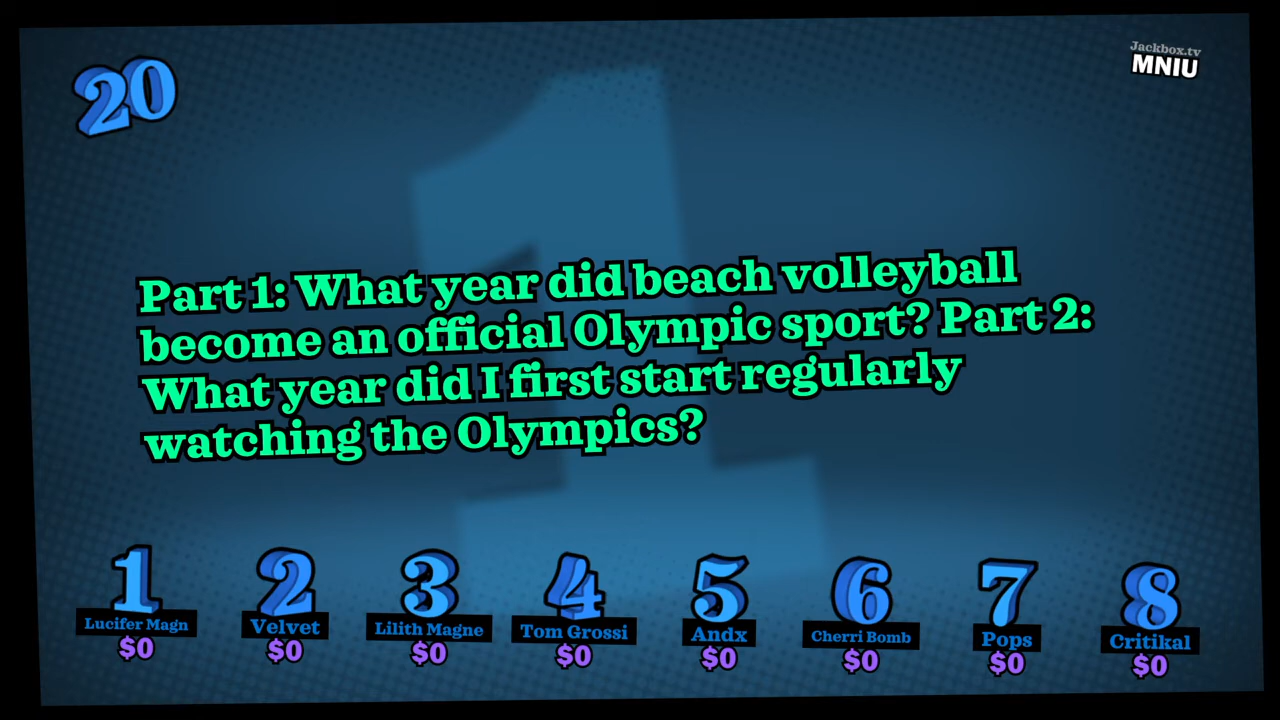 20
Jackbox.tv
MNIU
Part 1: What year did beach volleyball
become an official Olympic sport? Part 2:
What year did I first start regularly
watching the Olympics?
1
2
3
4
5
6
7
8
Lucifer Magn
Velvet
Lilith Magne
Tom Grossi
Andx
Cherri Bomb
Pops
Critikal
$0
$0
$0
$0
$0
$0
$0
$0